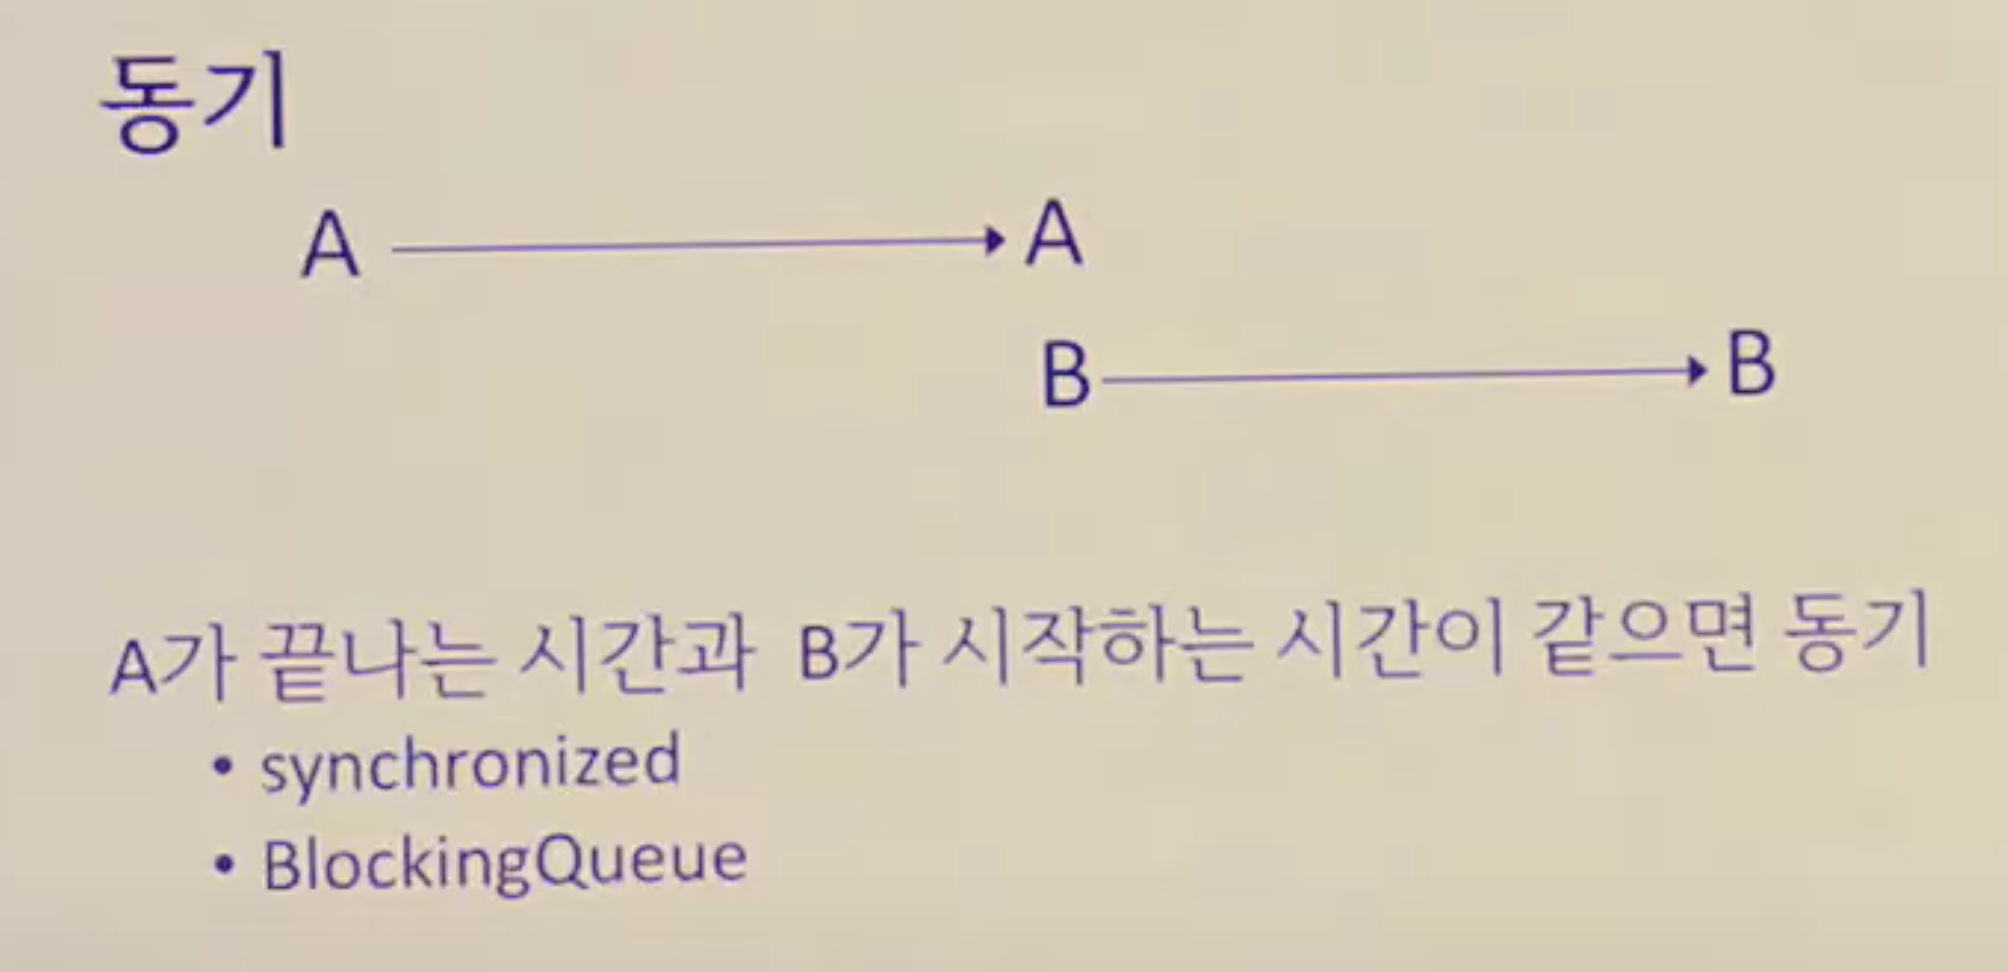 동기
A A
B B
A가 끝나는 시간과 B가 시작하는 시간이 같으면 동기
• synchronized
• BlockingQueue